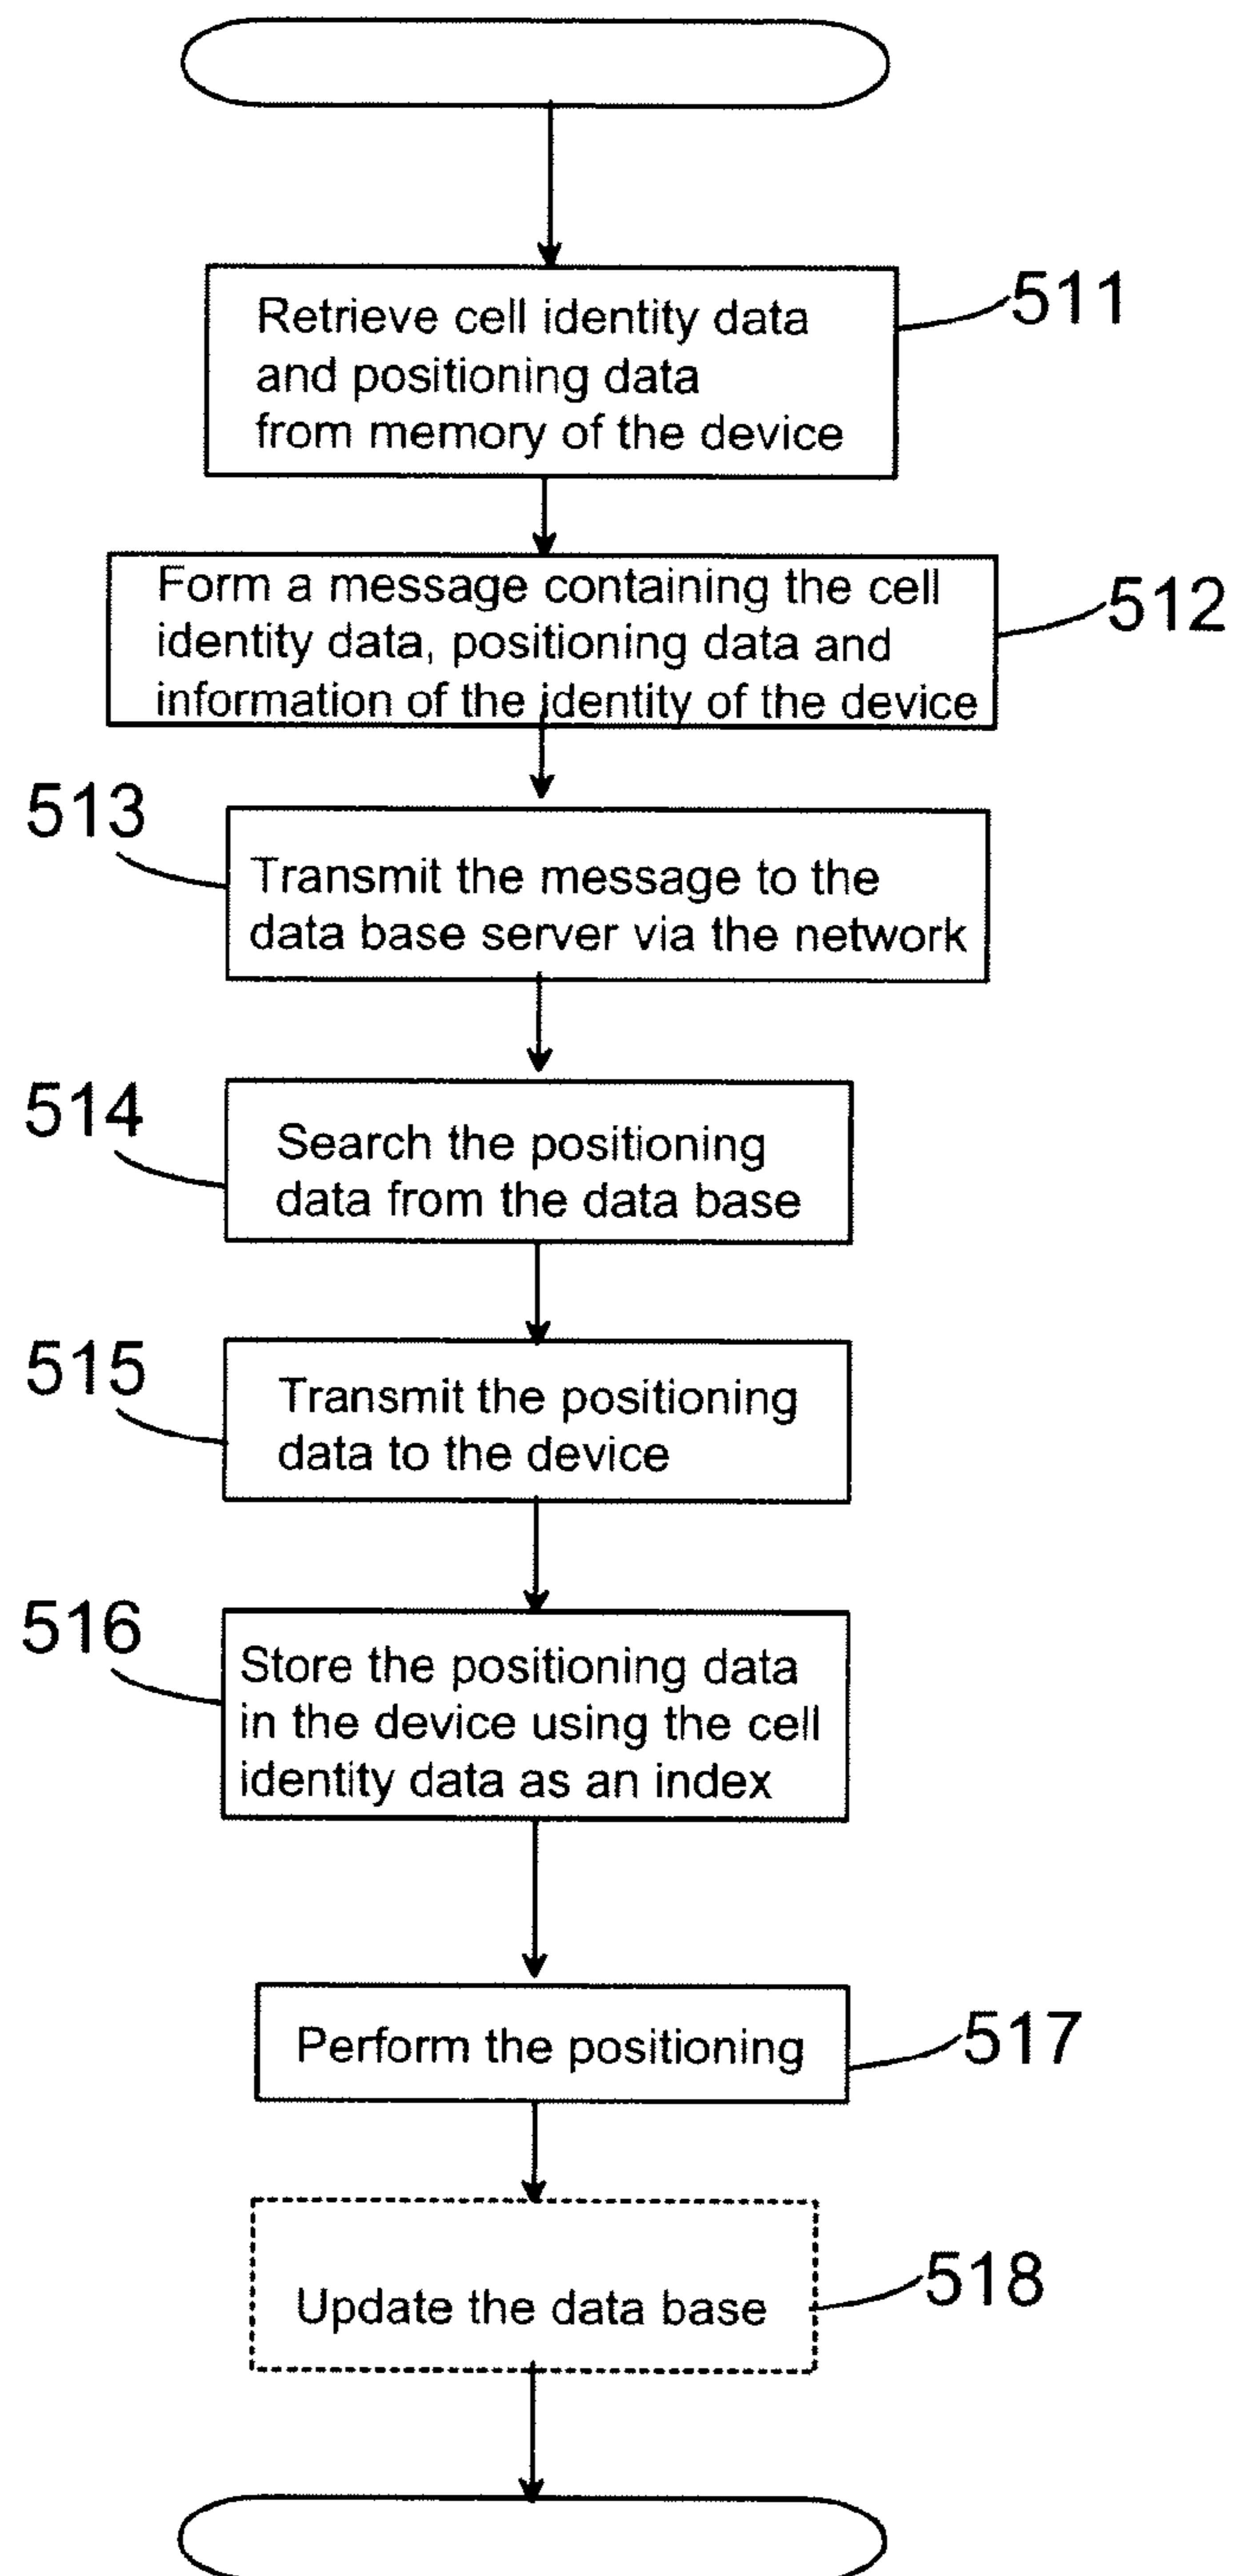 Retrieve cell identity data
and positioning data
from memory of the device
511
Form a message containing the cell
identity data, positioning data and
information of the identity of the device
512
513
Transmit the message to the
data base server via the network
514
Search the positioning
data from the data base
515
Transmit the positioning
data to the device
516
Store the positioning data
in the device using the cell
identity data as an index
Perform the positioning
517
Update the data base
518